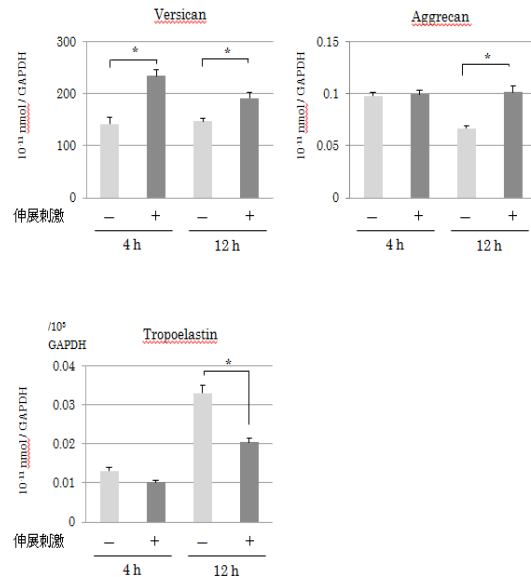 Versican
300
200
100
0
10⁻¹¹ nmol / GAPDH
*
*
伸展刺激 − + − +
4 h 12 h
Aggrecan
0.15
0.1
0.05
0
10⁻¹¹ nmol / GAPDH
*
− + − +
4 h 12 h
/10⁵
GAPDH
Tropoelastin
0.04
0.03
0.02
0.01
0
10⁻¹¹ nmol / GAPDH
*
伸展刺激 − + − +
4 h 12 h